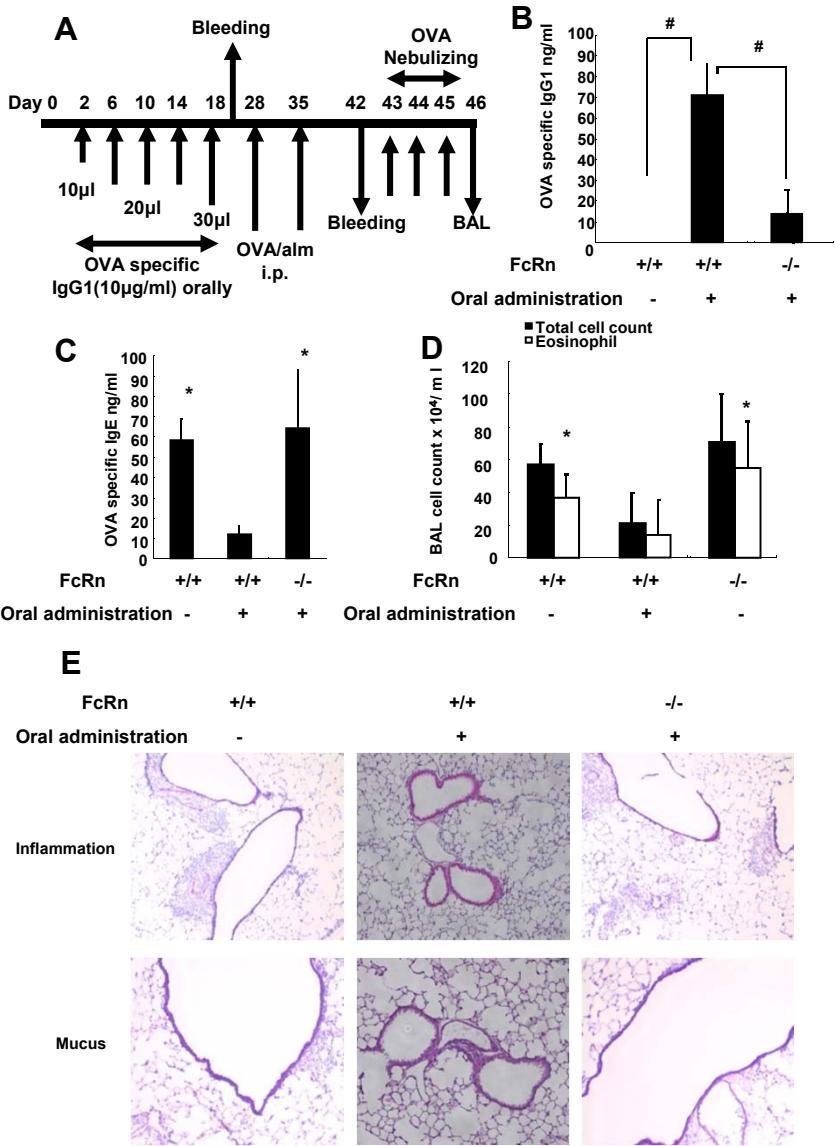 A
Bleeding
OVA
Nebulizing
Day 0 2 6 10 14 18 28 35 42 43 44 45 46
10µl
20µl
30µl
Bleeding
BAL
OVA specific
IgG1(10µg/ml) orally
OVA/alm
i.p.
B
OVA specific IgG1 ng/ml
100
90
80
70
60
50
40
30
20
10
0
#
#
FcRn +/+ +/+ -/-
Oral administration - + +
C
OVA specific IgE ng/ml
100
90
80
70
60
50
40
30
20
10
0
*
*
FcRn +/+ +/+ -/-
Oral administration - + +
D
Total cell count
Eosinophil
BAL cell count x 10⁴/ m l
120
100
80
60
40
20
0
*
*
FcRn +/+ +/+ -/-
Oral administration - + -
E
FcRn +/+ +/+ -/-
Oral administration - + +
Inflammation
Mucus